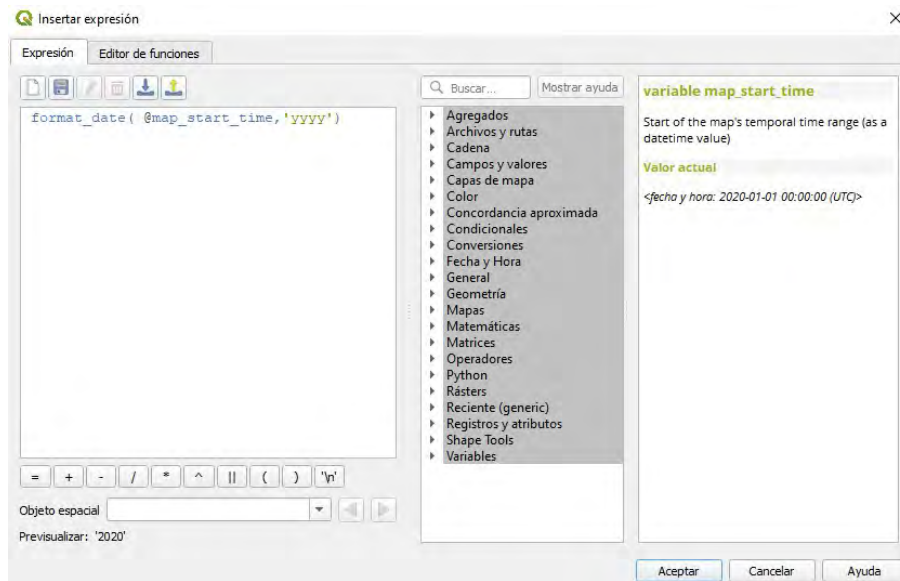 Insertar expresión
Expresión Editor de funciones
format_date( @map_start_time,'yyyy')
= + - / * ^ || ( ) '\n'
Objeto espacial
Previsualizar: '2020'
Buscar... Mostrar ayuda
Agregados
Archivos y rutas
Cadena
Campos y valores
Capas de mapa
Color
Concordancia aproximada
Condicionales
Conversiones
Fecha y Hora
General
Geometría
Mapas
Matemáticas
Matrices
Operadores
Python
Rásters
Reciente (generic)
Registros y atributos
Shape Tools
Variables
variable map_start_time
Start of the map's temporal time range (as a
datetime value)
Valor actual
<fecha y hora: 2020-01-01 00:00:00 (UTC)>
Aceptar Cancelar Ayuda